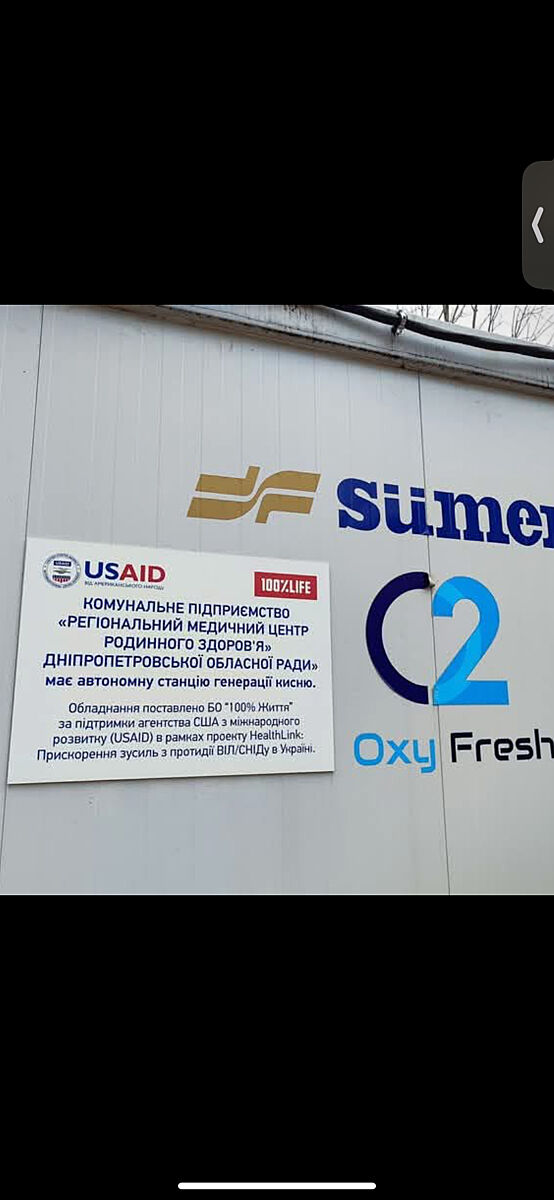 sümer
USAID
ВІД АМЕРИКАНСЬКОГО НАРОДУ
100%LIFE
КОМУНАЛЬНЕ ПІДПРИЄМСТВО
«РЕГІОНАЛЬНИЙ МЕДИЧНИЙ ЦЕНТР
РОДИННОГО ЗДОРОВ'Я»
ДНІПРОПЕТРОВСЬКОЇ ОБЛАСНОЇ РАДИ»
має автономну станцію генерації кисню.
Обладнання поставлено БО "100% Життя"
за підтримки агентства США з міжнародного
розвитку (USAID) в рамках проекту HealthLink:
Прискорення зусиль з протидії ВІЛ/СНІДу в Україні.
O2
Oxy Fresh